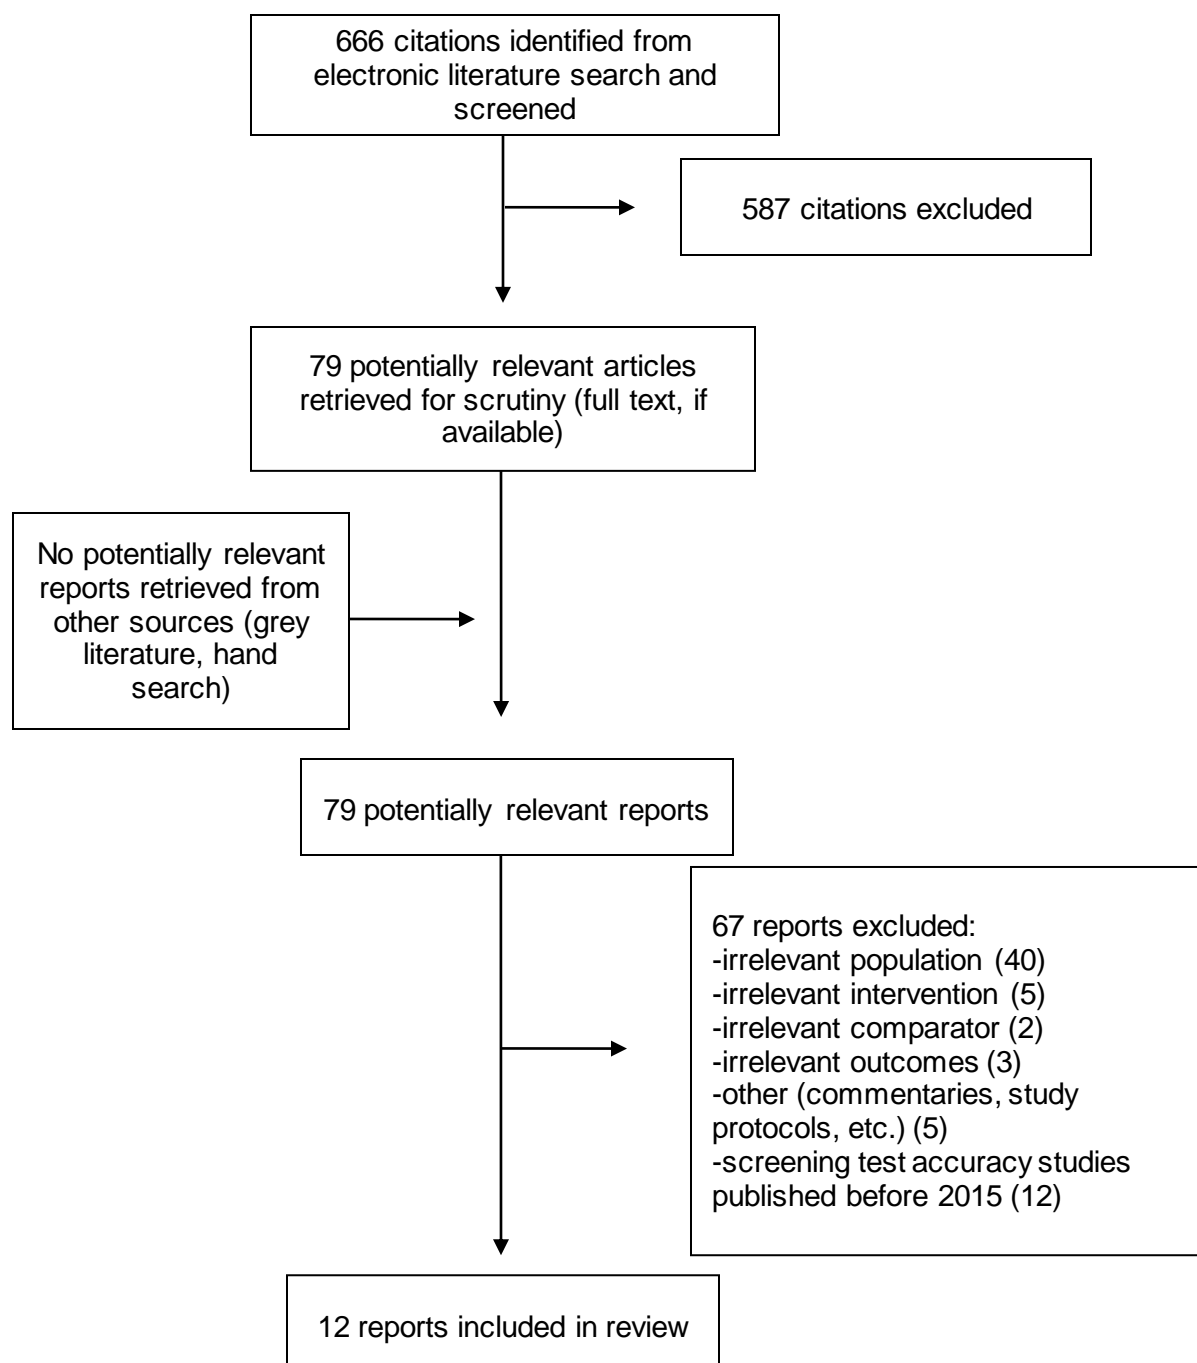 666 citations identified from
electronic literature search and
screened
587 citations excluded
79 potentially relevant articles
retrieved for scrutiny (full text, if
available)
No potentially relevant
reports retrieved from
other sources (grey
literature, hand
search)
79 potentially relevant reports
67 reports excluded:
-irrelevant population (40)
-irrelevant intervention (5)
-irrelevant comparator (2)
-irrelevant outcomes (3)
-other (commentaries, study
protocols, etc.) (5)
-screening test accuracy studies
published before 2015 (12)
12 reports included in review